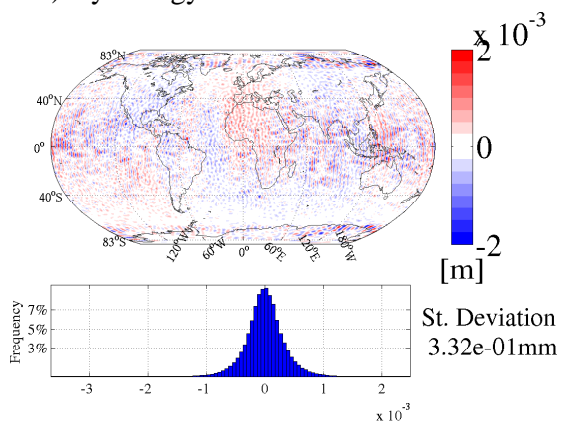 x 10⁻³
83°N
2
40°N
0°
0
40°S
83°S
120°W
60°W
0°
60°E
120°E
180°W
-2
[m]
Frequency
7%
5%
3%
St. Deviation
3.32e-01mm
-3 -2 -1 0 1 2
x 10⁻³